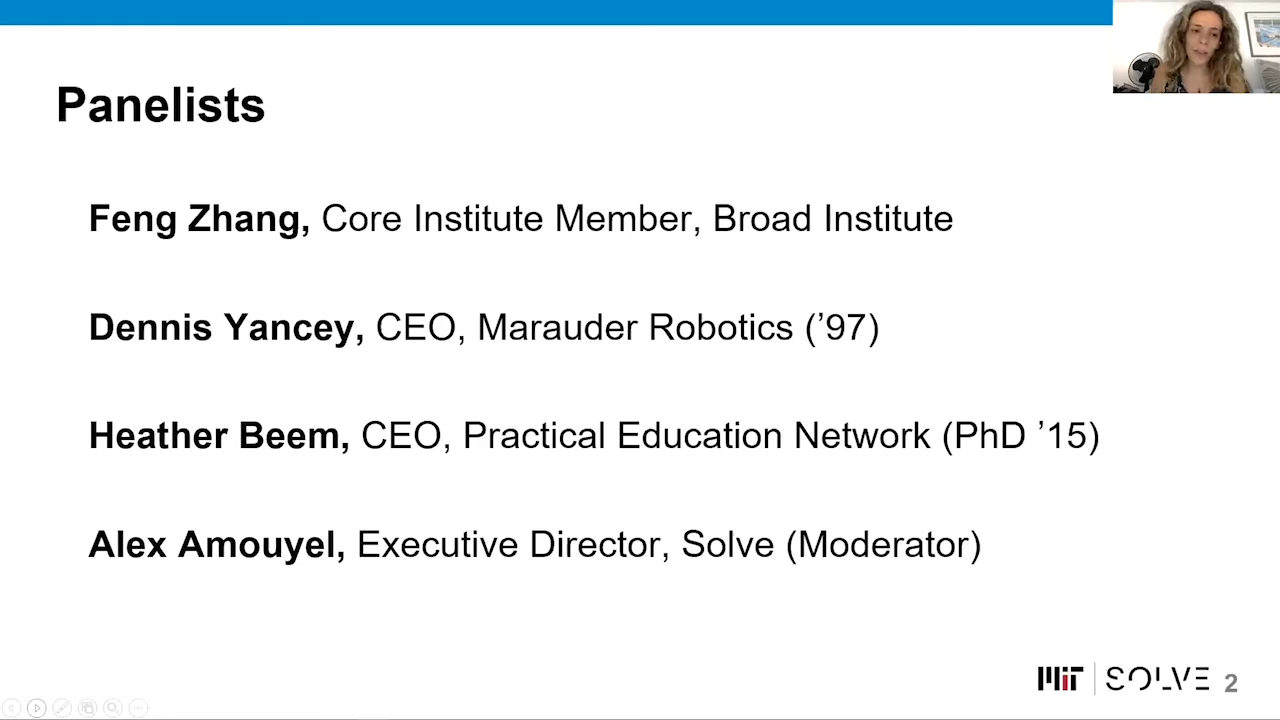 Panelists
Feng Zhang, Core Institute Member, Broad Institute
Dennis Yancey, CEO, Marauder Robotics (’97)
Heather Beem, CEO, Practical Education Network (PhD ’15)
Alex Amouyel, Executive Director, Solve (Moderator)
MIT SOLVE 2